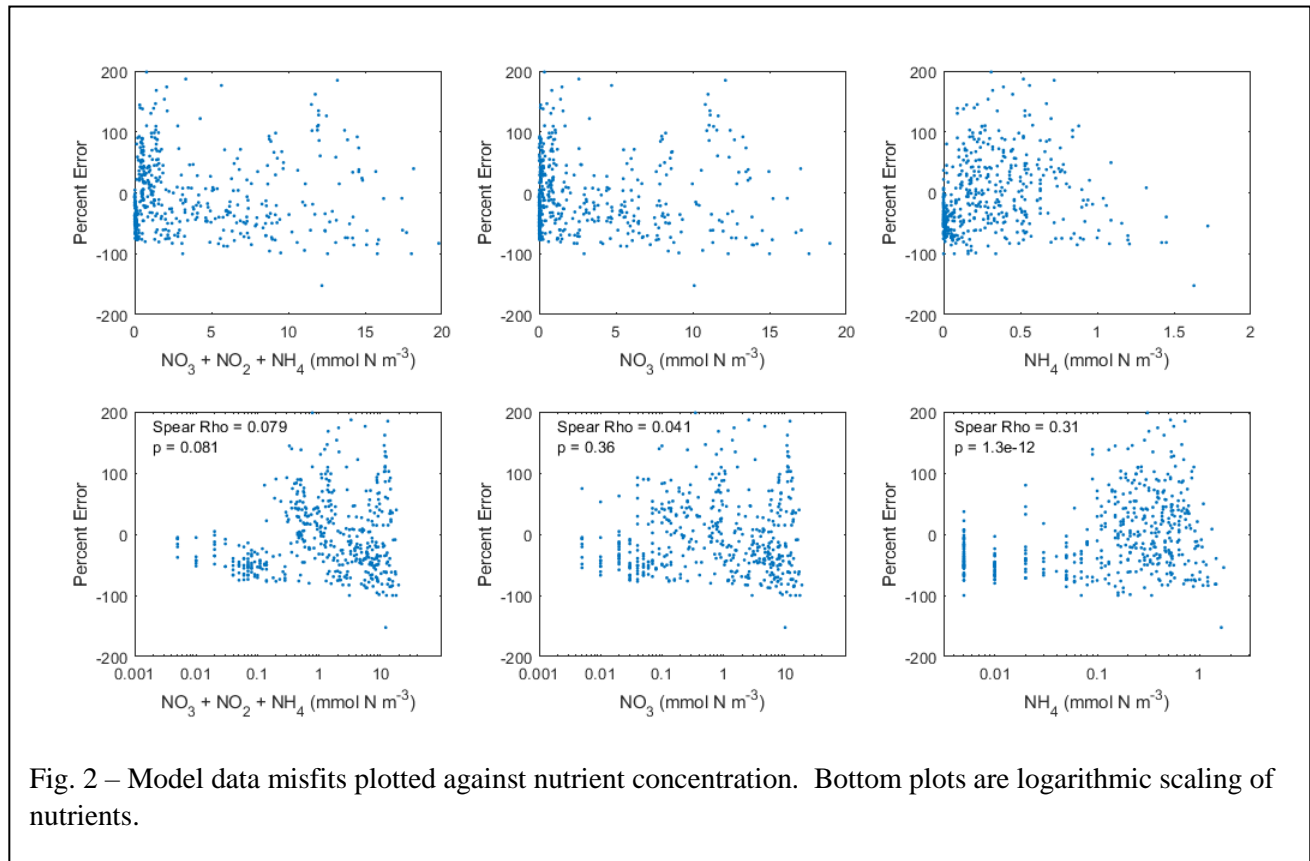 200
100
0
-100
-200
Percent Error
0 5 10 15 20
NO3 + NO2 + NH4 (mmol N m-3)
200
100
0
-100
-200
Percent Error
0 5 10 15 20
NO3 (mmol N m-3)
200
100
0
-100
-200
Percent Error
0 0.5 1 1.5 2
NH4 (mmol N m-3)
200
100
0
-100
-200
Percent Error
Spear Rho = 0.079
p = 0.081
0.001 0.01 0.1 1 10
NO3 + NO2 + NH4 (mmol N m-3)
200
100
0
-100
-200
Percent Error
Spear Rho = 0.041
p = 0.36
0.001 0.01 0.1 1 10
NO3 (mmol N m-3)
200
100
0
-100
-200
Percent Error
Spear Rho = 0.31
p = 1.3e-12
0.01 0.1 1
NH4 (mmol N m-3)
Fig. 2 – Model data misfits plotted against nutrient concentration. Bottom plots are logarithmic scaling of
nutrients.